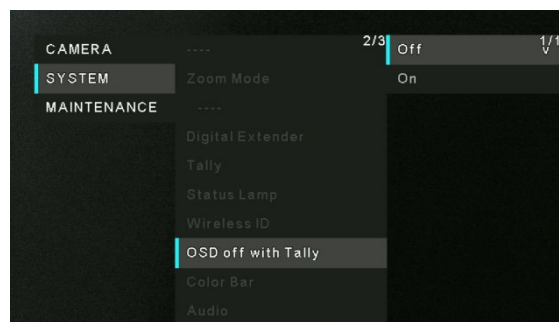 CAMERA
SYSTEM
MAINTENANCE
----
2/3
Zoom Mode
----
Digital Extender
Tally
Status Lamp
Wireless ID
OSD off with Tally
Color Bar
Audio
Off
1/1
On